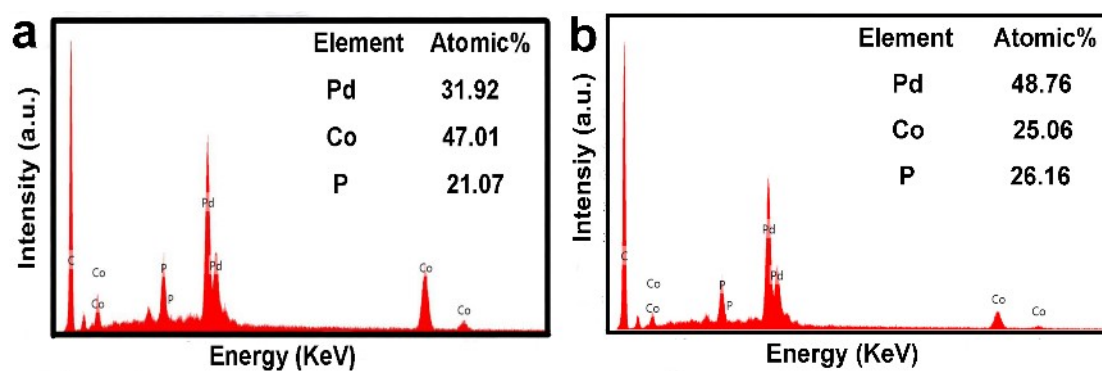 a
Element Atomic%
Pd 31.92
Co 47.01
P 21.07
Intensity (a.u.)
C
Co
Co
P
P
Pd
Pd
Co
Co
Energy (KeV)
b
Element Atomic%
Pd 48.76
Co 25.06
P 26.16
Intensiy (a.u.)
C
Co
Co
P
P
Pd
Pd
Co
Co
Energy (KeV)